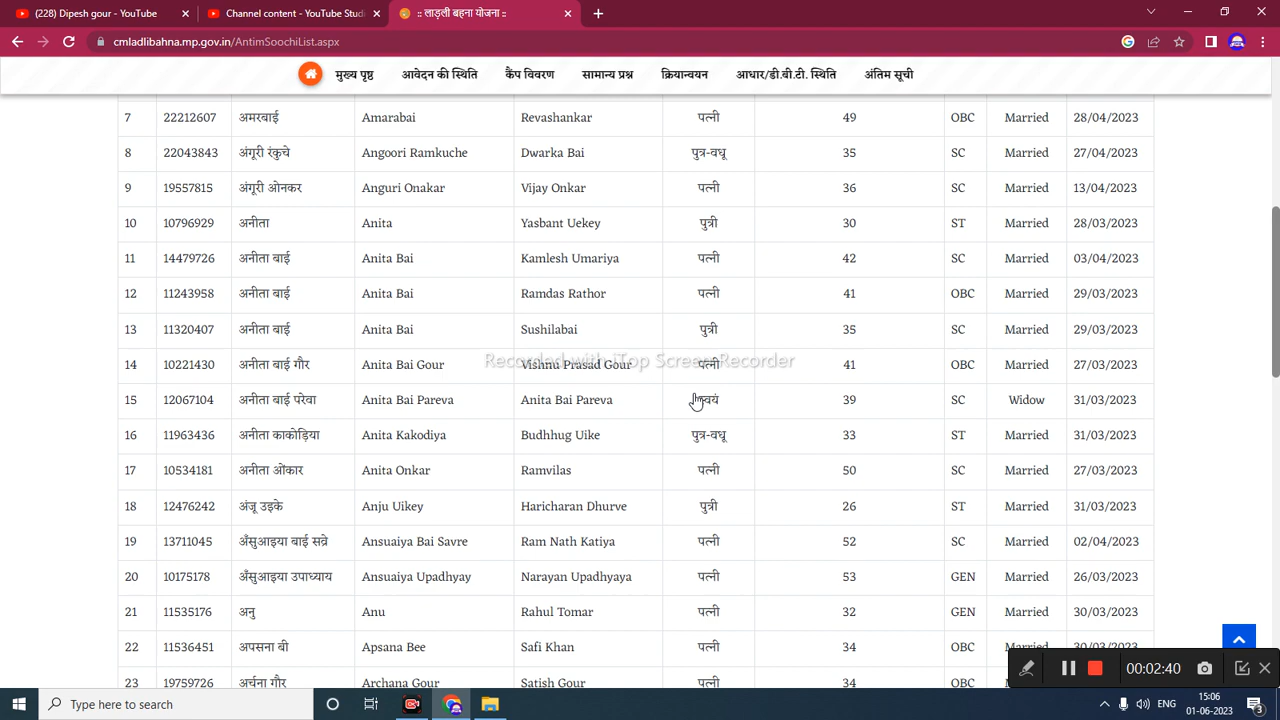 (228) Dipesh gour - YouTube
Channel content - YouTube Stud
:: लाड़ली बहना योजना ::
cmladlibahna.mp.gov.in/AntimSoochiList.aspx
मुख्य पृष्ठ आवेदन की स्थिति कैंप विवरण सामान्य प्रश्न क्रियान्वयन आधार/डी.बी.टी. स्थिति अंतिम सूची
7 22212607 अमरबाई Amarabai Revashankar पत्नी 49 OBC Married 28/04/2023
8 22043843 अंगूरी रंकुचे Angoori Ramkuche Dwarka Bai पुत्र-वधू 35 SC Married 27/04/2023
9 19557815 अंगूरी ओनकर Anguri Onakar Vijay Onkar पत्नी 36 SC Married 13/04/2023
10 10796929 अनीता Anita Yasbant Uekey पुत्री 30 ST Married 28/03/2023
11 14479726 अनीता बाई Anita Bai Kamlesh Umariya पत्नी 42 SC Married 03/04/2023
12 11243958 अनीता बाई Anita Bai Ramdas Rathor पत्नी 41 OBC Married 29/03/2023
13 11320407 अनीता बाई Anita Bai Sushilabai पुत्री 35 SC Married 29/03/2023
Recorded with iTop Screen Recorder
14 10221430 अनीता बाई गौर Anita Bai Gour Vishnu Prasad Gour पत्नी 41 OBC Married 27/03/2023
15 12067104 अनीता बाई परेवा Anita Bai Pareva Anita Bai Pareva स्वयं 39 SC Widow 31/03/2023
16 11963436 अनीता काकोड़िया Anita Kakodiya Budhhug Uike पुत्र-वधू 33 ST Married 31/03/2023
17 10534181 अनीता ओंकार Anita Onkar Ramvilas पत्नी 50 SC Married 27/03/2023
18 12476242 अंजू उइके Anju Uikey Haricharan Dhurve पुत्री 26 ST Married 31/03/2023
19 13711045 अँसुआइया बाई सव्रे Ansuaiya Bai Savre Ram Nath Katiya पत्नी 52 SC Married 02/04/2023
20 10175178 अँसुआइया उपाध्याय Ansuaiya Upadhyay Narayan Upadhyaya पत्नी 53 GEN Married 26/03/2023
21 11535176 अनु Anu Rahul Tomar पत्नी 32 GEN Married 30/03/2023
22 11536451 अपसना बी Apsana Bee Safi Khan पत्नी 34 OBC Married 30/03/2023
23 19759726 अर्चना गौर Archana Gour Satish Gour पत्नी 34 OBC
00:02:40
Type here to search
ENG
15:06
01-06-2023
3